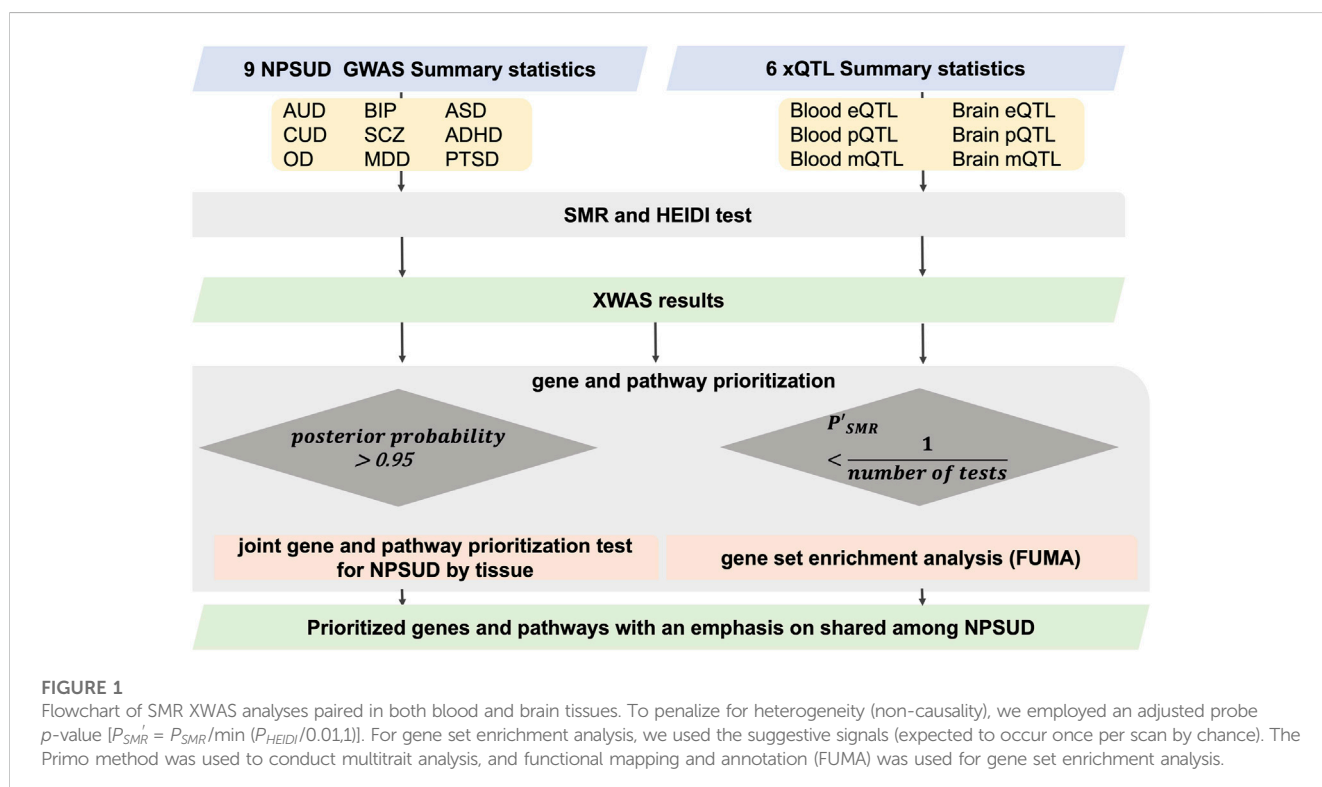 9 NPSUD GWAS Summary statistics
6 xQTL Summary statistics
AUD BIP ASD
CUD SCZ ADHD
OD MDD PTSD
Blood eQTL Brain eQTL
Blood pQTL Brain pQTL
Blood mQTL Brain mQTL
SMR and HEIDI test
XWAS results
gene and pathway prioritization
posterior probability
> 0.95
P'SMR
< 1
number of tests
joint gene and pathway prioritization test
for NPSUD by tissue
gene set enrichment analysis (FUMA)
Prioritized genes and pathways with an emphasis on shared among NPSUD
FIGURE 1
Flowchart of SMR XWAS analyses paired in both blood and brain tissues. To penalize for heterogeneity (non-causality), we employed an adjusted probe
p-value [P'SMR = PSMR/min (PHEIDI/0.01,1)]. For gene set enrichment analysis, we used the suggestive signals (expected to occur once per scan by chance). The
Primo method was used to conduct multitrait analysis, and functional mapping and annotation (FUMA) was used for gene set enrichment analysis.